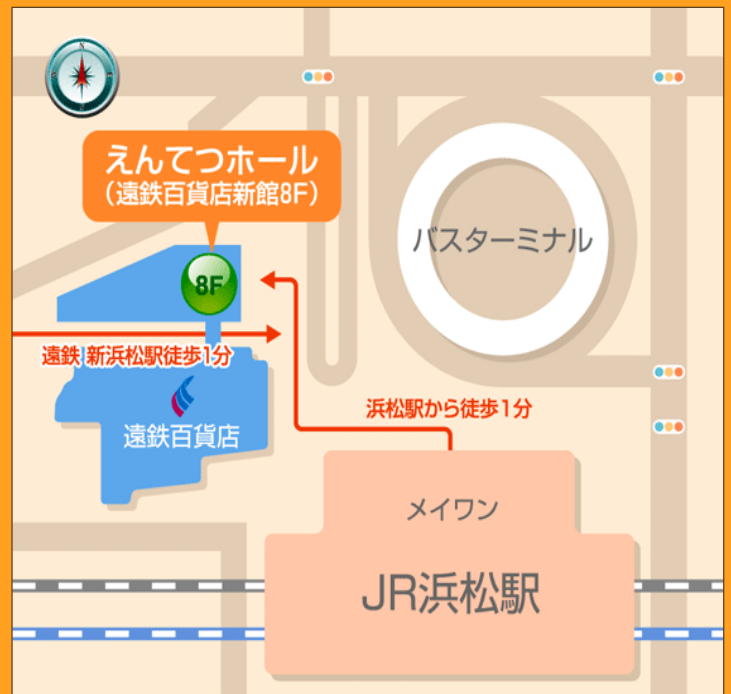 えんてつホール
（遠鉄百貨店新館8F）
バスターミナル
8F
遠鉄 新浜松駅徒歩1分
浜松駅から徒歩1分
遠鉄百貨店
メイワン
JR浜松駅